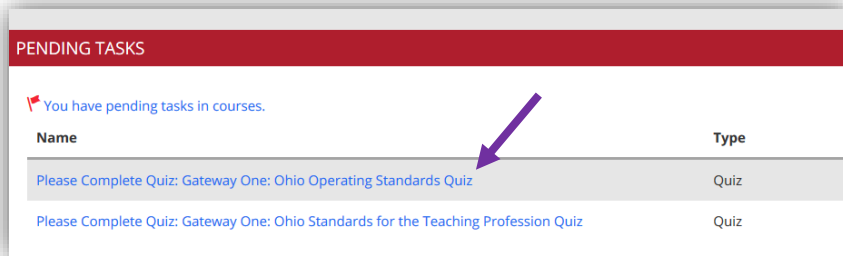 PENDING TASKS
You have pending tasks in courses.
Name Type
Please Complete Quiz: Gateway One: Ohio Operating Standards Quiz Quiz
Please Complete Quiz: Gateway One: Ohio Standards for the Teaching Profession Quiz Quiz